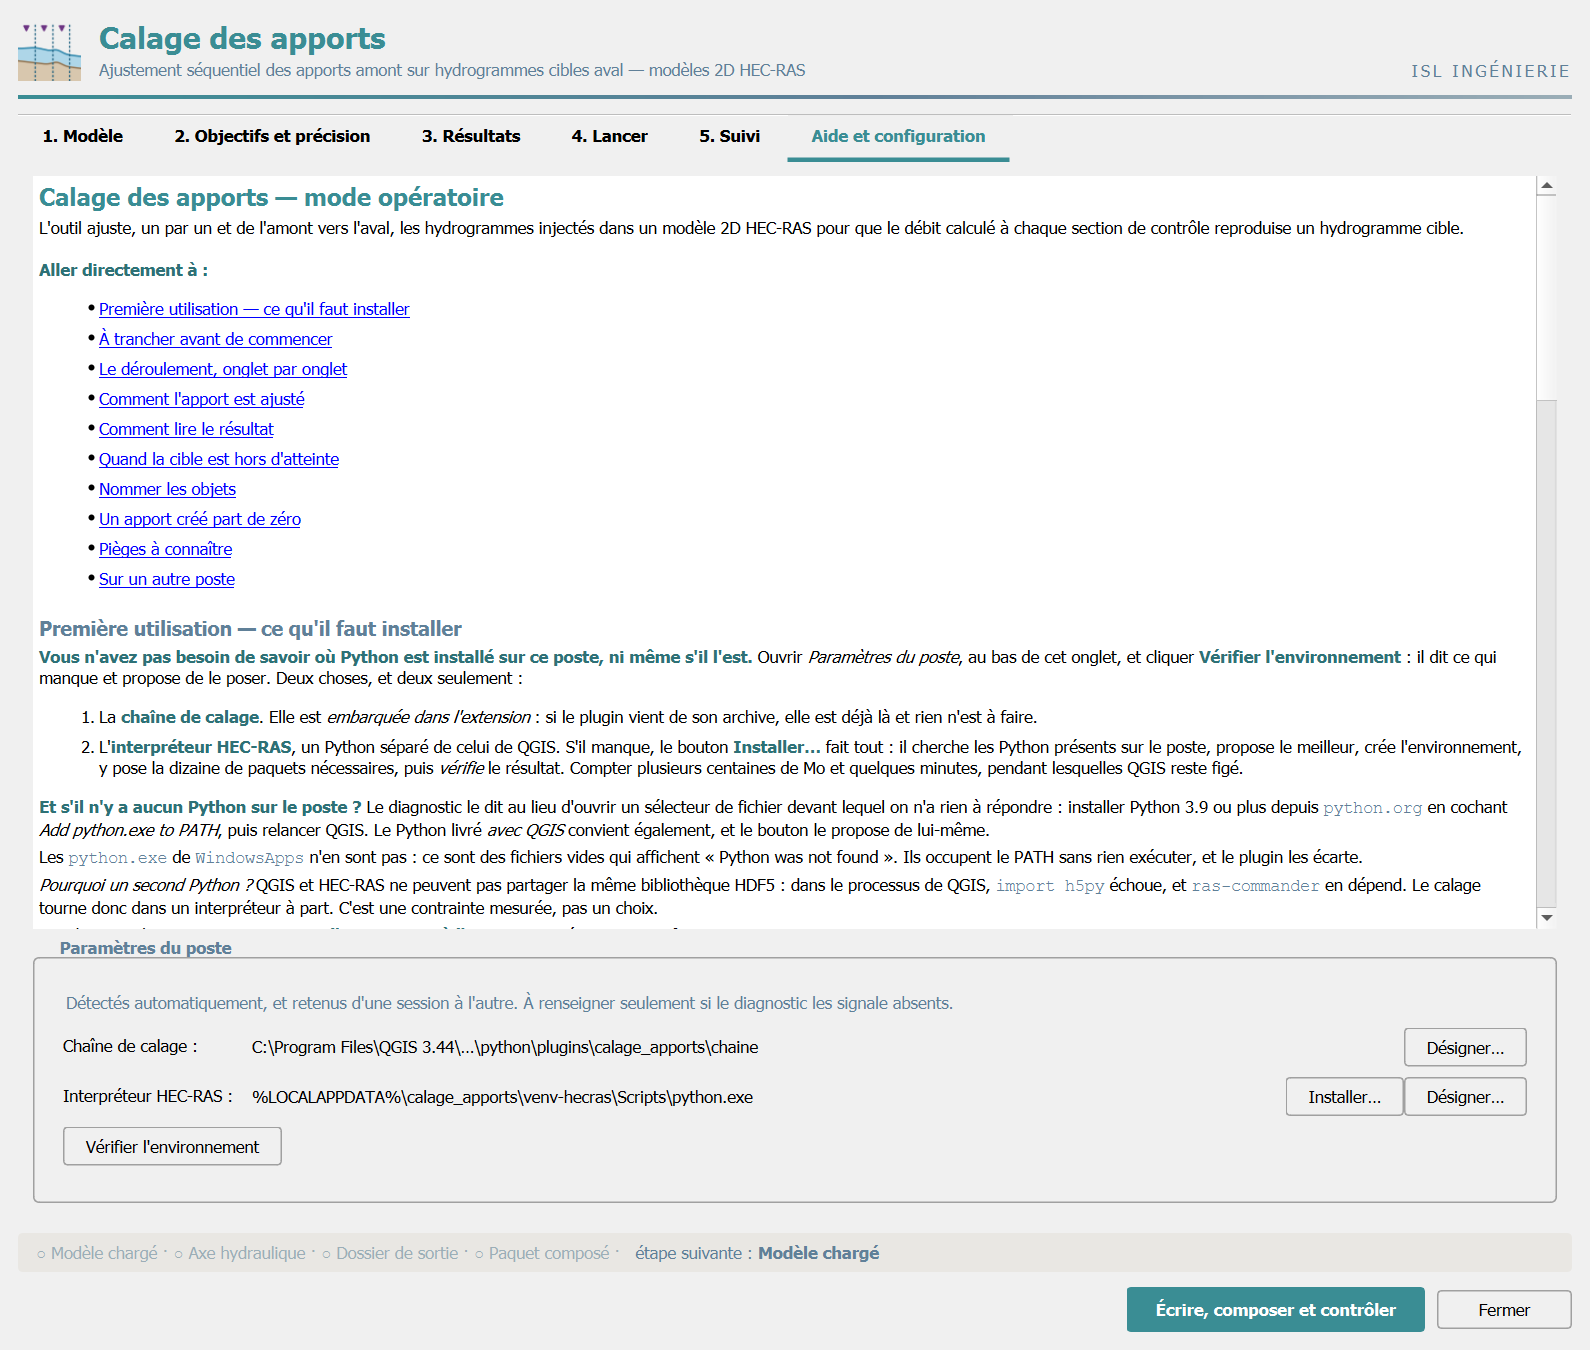 Calage des apports
Ajustement séquentiel des apports amont sur hydrogrammes cibles aval — modèles 2D HEC-RAS
ISL INGÉNIERIE
1. Modèle
2. Objectifs et précision
3. Résultats
4. Lancer
5. Suivi
Aide et configuration
Calage des apports — mode opératoire
L'outil ajuste, un par un et de l'amont vers l'aval, les hydrogrammes injectés dans un modèle 2D HEC-RAS pour que le débit calculé à chaque section de contrôle reproduise un hydrogramme cible.
Aller directement à :
• Première utilisation — ce qu'il faut installer
• À trancher avant de commencer
• Le déroulement, onglet par onglet
• Comment l'apport est ajusté
• Comment lire le résultat
• Quand la cible est hors d'atteinte
• Nommer les objets
• Un apport créé part de zéro
• Pièges à connaître
• Sur un autre poste
Première utilisation — ce qu'il faut installer
Vous n'avez pas besoin de savoir où Python est installé sur ce poste, ni même s'il l'est. Ouvrir Paramètres du poste, au bas de cet onglet, et cliquer Vérifier l'environnement : il dit ce qui
manque et propose de le poser. Deux choses, et deux seulement :
1. La chaîne de calage. Elle est embarquée dans l'extension : si le plugin vient de son archive, elle est déjà là et rien n'est à faire.
2. L'interpréteur HEC-RAS, un Python séparé de celui de QGIS. S'il manque, le bouton Installer... fait tout : il cherche les Python présents sur le poste, propose le meilleur, crée l'environnement,
y pose la dizaine de paquets nécessaires, puis vérifie le résultat. Compter plusieurs centaines de Mo et quelques minutes, pendant lesquelles QGIS reste figé.
Et s'il n'y a aucun Python sur le poste ? Le diagnostic le dit au lieu d'ouvrir un sélecteur de fichier devant lequel on n'a rien à répondre : installer Python 3.9 ou plus depuis python.org en cochant
Add python.exe to PATH, puis relancer QGIS. Le Python livré avec QGIS convient également, et le bouton le propose de lui-même.
Les python.exe de WindowsApps n'en sont pas : ce sont des fichiers vides qui affichent « Python was not found ». Ils occupent le PATH sans rien exécuter, et le plugin les écarte.
Pourquoi un second Python ? QGIS et HEC-RAS ne peuvent pas partager la même bibliothèque HDF5 : dans le processus de QGIS, import h5py échoue, et ras-commander en dépend. Le calage
tourne donc dans un interpréteur à part. C'est une contrainte mesurée, pas un choix.
Paramètres du poste
Détectés automatiquement, et retenus d'une session à l'autre. À renseigner seulement si le diagnostic les signale absents.
Chaîne de calage :
C:\Program Files\QGIS 3.44\...\python\plugins\calage_apports\chaine
Désigner...
Interpréteur HEC-RAS :
%LOCALAPPDATA%\calage_apports\venv-hecras\Scripts\python.exe
Installer...
Désigner...
Vérifier l'environnement
○ Modèle chargé · ○ Axe hydraulique · ○ Dossier de sortie · ○ Paquet composé · étape suivante : Modèle chargé
Écrire, composer et contrôler
Fermer